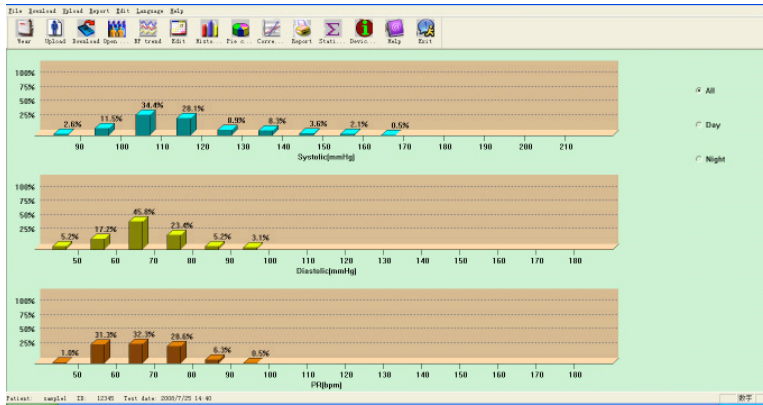 File Download Upload Report Edit Language Help
Wear Upload Download Open ... BP trend Edit Histo... Pie c... Corre... Report Stati... Devic... Help Exit
100%
75%
50%
25%
2.6% 11.5% 34.4% 28.1% 8.9% 8.3% 3.6% 2.1% 0.5%
90 100 110 120 130 140 150 160 170 180 190 200 210
Systolic(mmHg)
All
Day
Night
100%
75%
50%
25%
5.2% 17.2% 45.8% 23.4% 5.2% 3.1%
50 60 70 80 90 100 110 120 130 140 150 160 170 180
Diastolic(mmHg)
100%
75%
50%
25%
1.0% 31.3% 32.3% 28.6% 6.3% 0.5%
50 60 70 80 90 100 110 120 130 140 150 160 170 180
PR(bpm)
Patient: sample1 ID: 12345 Test date: 2008/7/25 14:40 数字